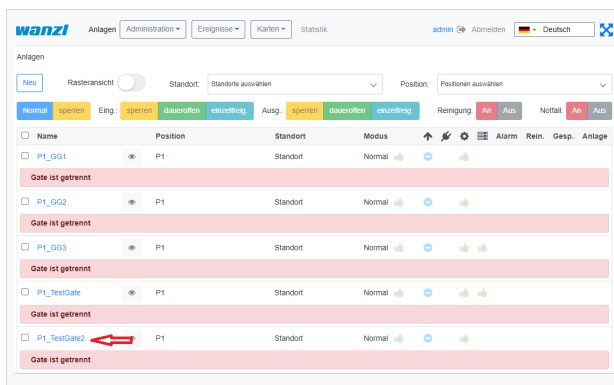 wanzl Anlagen Administration Ereignisse Karten Statistik admin Abmelden Deutsch
Anlagen
Neu Rasteransicht Standort: Standorte auswählen Position: Positionen auswählen
Normal sperren Eing.: sperren daueroffen einzelfreig. Ausg.: sperren daueroffen einzelfreig. Reinigung: An Aus Notfall: An Aus
Name Position Standort Modus Alarm Rein. Gesp. Anlage
P1_GG1 P1 Standort Normal
Gate ist getrennt
P1_GG2 P1 Standort Normal
Gate ist getrennt
P1_GG3 P1 Standort Normal
Gate ist getrennt
P1_TestGate P1 Standort Normal
Gate ist getrennt
P1_TestGate2 P1 Standort Normal
Gate ist getrennt